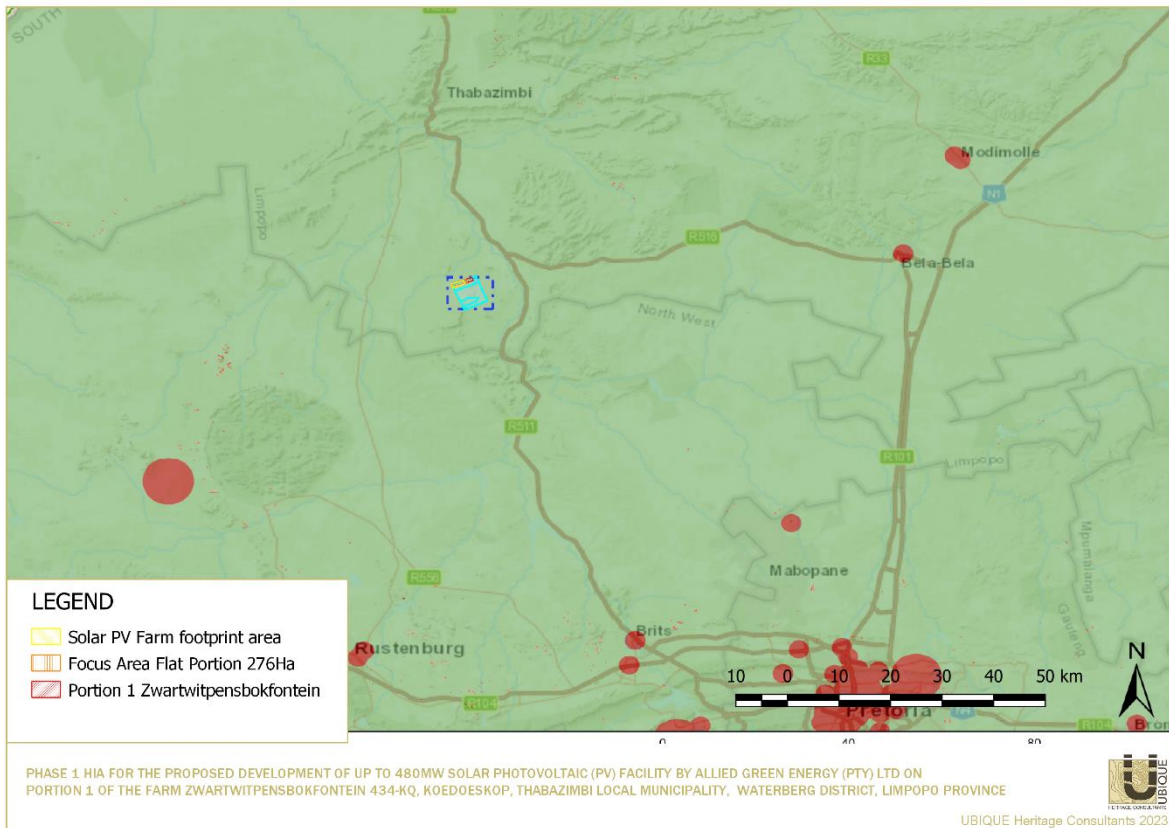 SOUTH
Thabazimbi
R33
Modimolle
N1
Limpopo
R516
Bela-Bela
North West
R511
R101
Limpopo
Mpumalanga
Mabopane
Gauteng
R556
LEGEND
Solar PV Farm footprint area
Focus Area Flat Portion 276Ha
Portion 1 Zwartwitpensbokfontein
Brits
Rustenburg
R104
N
10 0 10 20 30 40 50 km
Pretoria
R104
Bron
0 40 80
PHASE 1 HIA FOR THE PROPOSED DEVELOPMENT OF UP TO 480MW SOLAR PHOTOVOLTAIC (PV) FACILITY BY ALLIED GREEN ENERGY (PTY) LTD ON
PORTION 1 OF THE FARM ZWARTWITPENSBOKFONTEIN 434-KQ, KOEDOESKOP, THABAZIMBI LOCAL MUNICIPALITY, WATERBERG DISTRICT, LIMPOPO PROVINCE
UBIQUE
HERITAGE CONSULTANTS
UBIQUE Heritage Consultants 2023